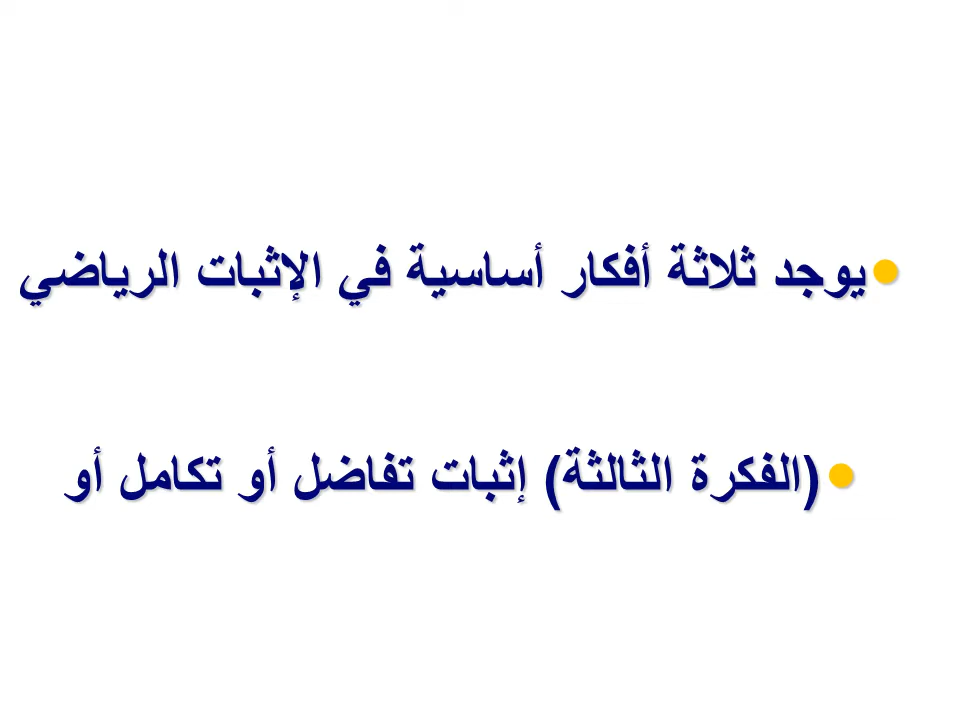 •يوجد ثلاثة أفكار أساسية في الإثبات الرياضي
•(الفكرة الثالثة) إثبات تفاضل أو تكامل أو